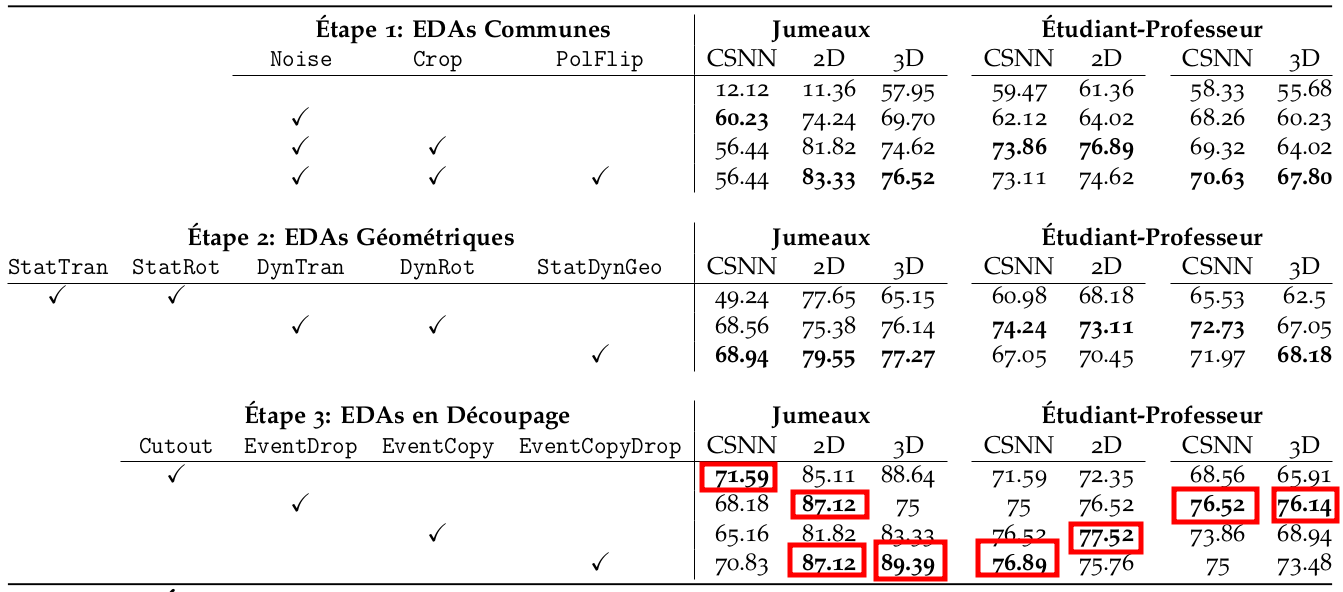 Étape 1: EDAs Communes Jumeaux Étudiant-Professeur
Noise Crop PolFlip CSNN 2D 3D CSNN 2D CSNN 3D
12.12 11.36 57.95 59.47 61.36 58.33 55.68
✓ 60.23 74.24 69.70 62.12 64.02 68.26 60.23
✓ ✓ 56.44 81.82 74.62 73.86 76.89 69.32 64.02
✓ ✓ ✓ 56.44 83.33 76.52 73.11 74.62 70.63 67.80
Étape 2: EDAs Géométriques Jumeaux Étudiant-Professeur
StatTran StatRot DynTran DynRot StatDynGeo CSNN 2D 3D CSNN 2D CSNN 3D
✓ ✓ 49.24 77.65 65.15 60.98 68.18 65.53 62.5
✓ ✓ 68.56 75.38 76.14 74.24 73.11 72.73 67.05
✓ 68.94 79.55 77.27 67.05 70.45 71.97 68.18
Étape 3: EDAs en Découpage Jumeaux Étudiant-Professeur
Cutout EventDrop EventCopy EventCopyDrop CSNN 2D 3D CSNN 2D CSNN 3D
✓ 71.59 85.11 88.64 71.59 72.35 68.56 65.91
✓ 68.18 87.12 75 75 76.52 76.52 76.14
✓ 65.16 81.82 83.33 76.52 77.52 73.86 68.94
✓ 70.83 87.12 89.39 76.89 75.76 75 73.48